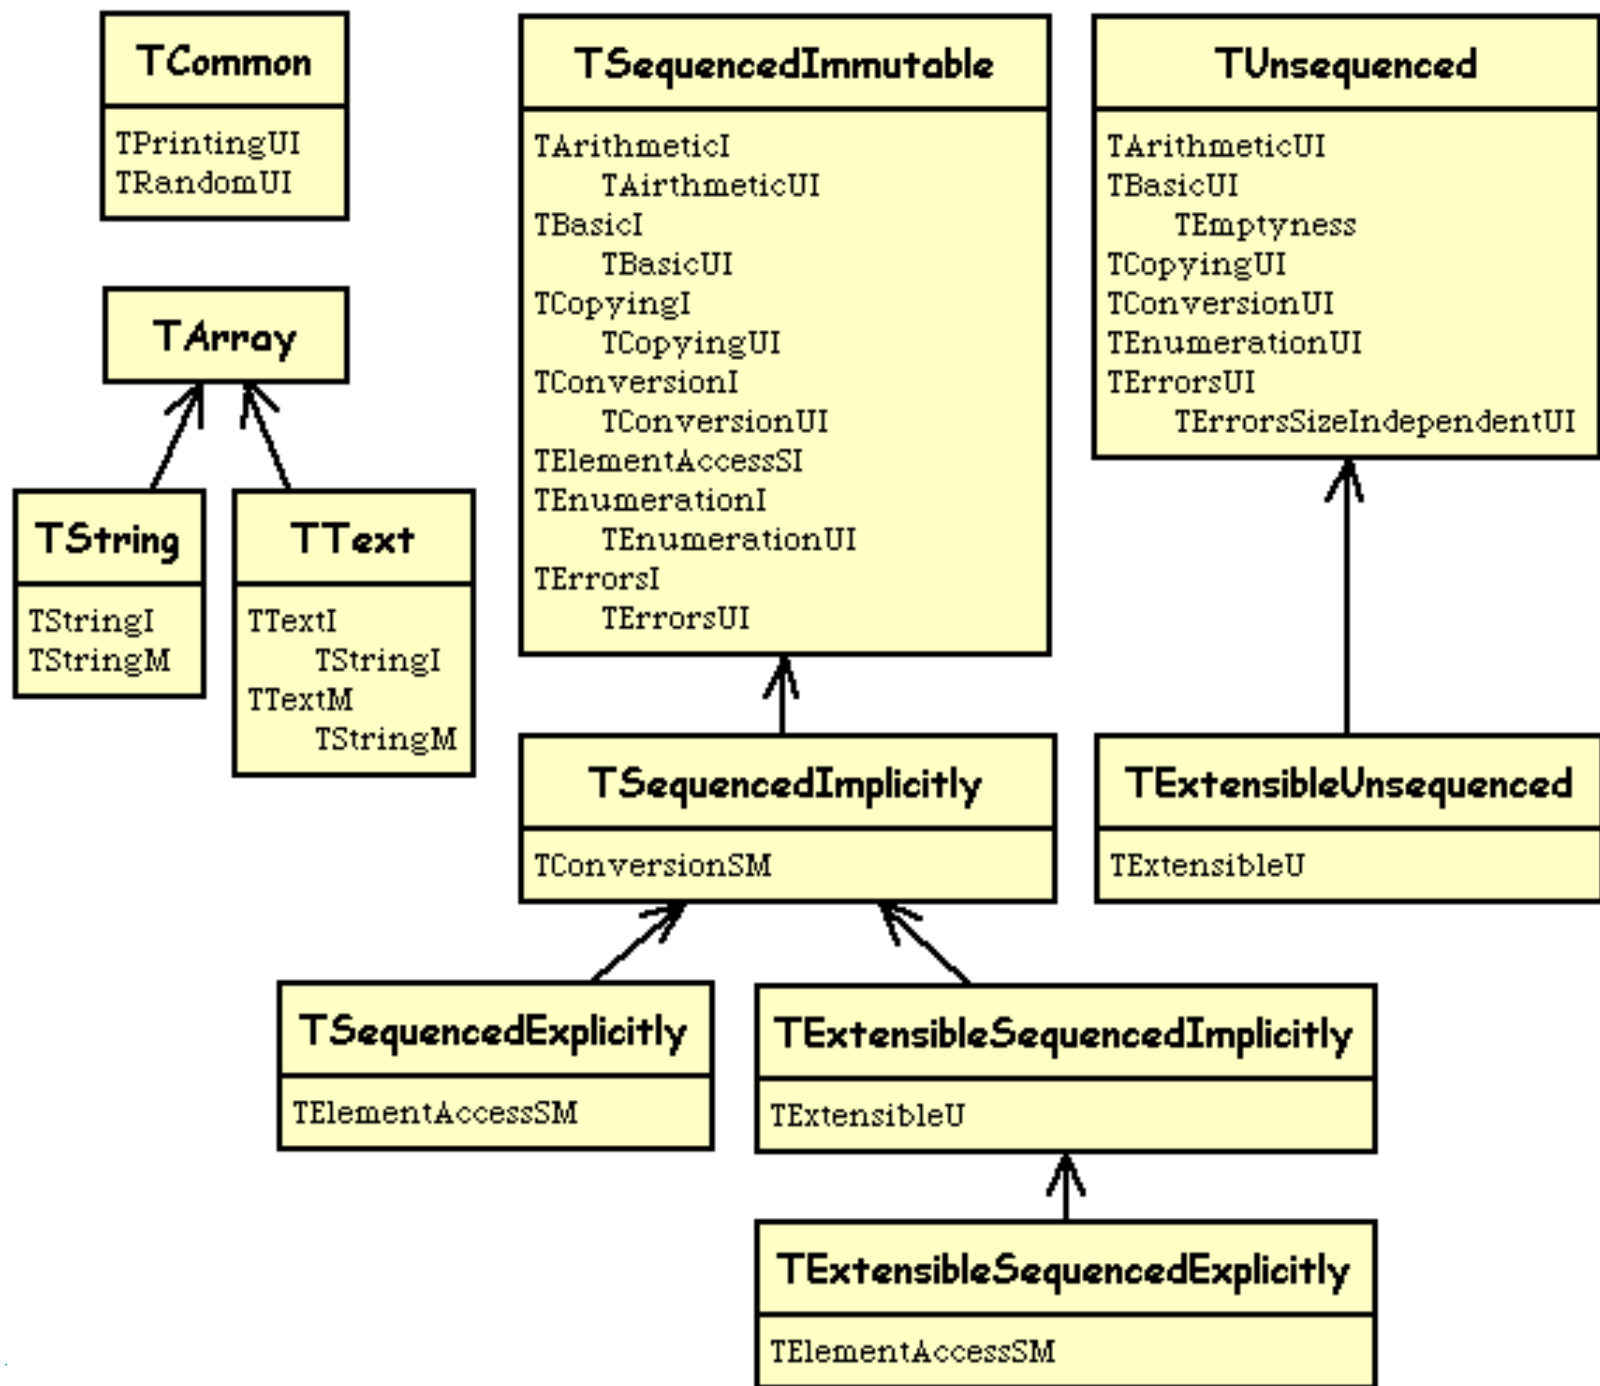 TCommon
TPrintingUI
TRandomUI
TArray
TString
TStringI
TStringM
TText
TTextI
TStringI
TTextM
TStringM
TSequencedImmutable
TArithmeticI
TAirthmeticUI
TBasicI
TBasicUI
TCopyingI
TCopyingUI
TConversionI
TConversionUI
TElementAccessSI
TEnumerationI
TEnumerationUI
TErrorsI
TErrorsUI
TUnsequenced
TArithmeticUI
TBasicUI
TEmptyness
TCopyingUI
TConversionUI
TEnumerationUI
TErrorsUI
TErrorsSizeIndependentUI
TSequencedImplicitly
TConversionSM
TExtensibleUnsequenced
TExtensibleU
TSequencedExplicitly
TElementAccessSM
TExtensibleSequencedImplicitly
TExtensibleU
TExtensibleSequencedExplicitly
TElementAccessSM